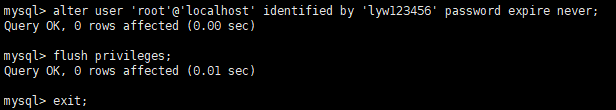 mysql> alter user 'root'@'localhost' identified by 'lyw123456' password expire never;
Query OK, 0 rows affected (0.00 sec)
mysql> flush privileges;
Query OK, 0 rows affected (0.01 sec)
mysql> exit;